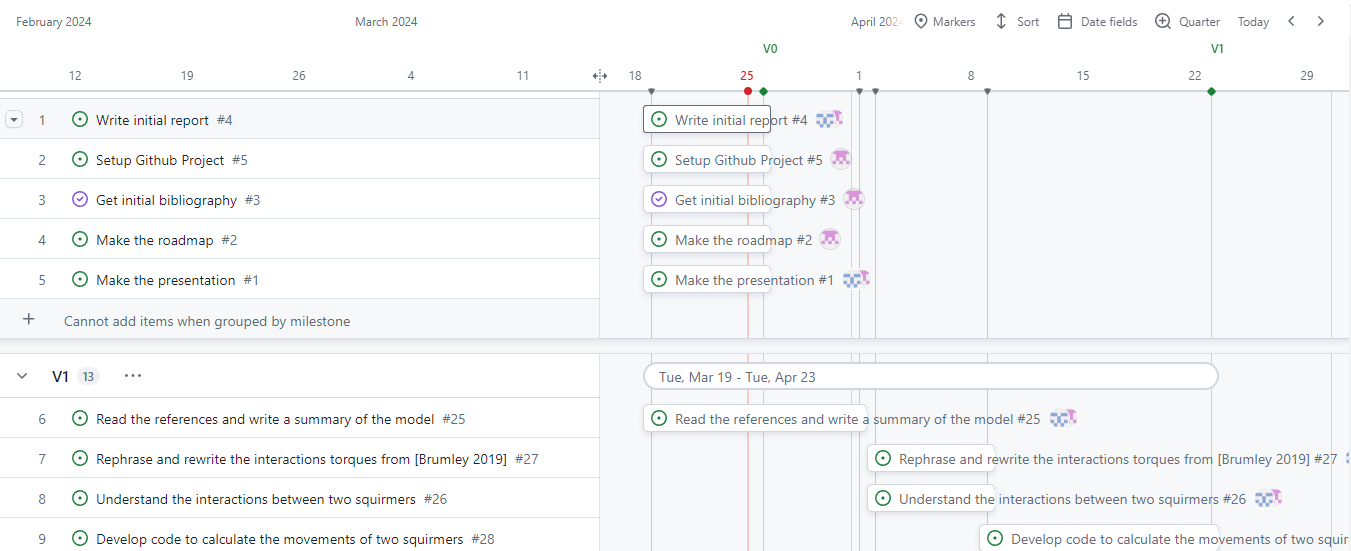 February 2024 March 2024 April 2024 Markers Sort Date fields Quarter Today
V0 V1
12 19 26 4 11 18 25 1 8 15 22 29
1 Write initial report #4 Write initial report #4
2 Setup Github Project #5 Setup Github Project #5
3 Get initial bibliography #3 Get initial bibliography #3
4 Make the roadmap #2 Make the roadmap #2
5 Make the presentation #1 Make the presentation #1
Cannot add items when grouped by milestone
V1 13 Tue, Mar 19 - Tue, Apr 23
6 Read the references and write a summary of the model #25 Read the references and write a summary of the model #25
7 Rephrase and rewrite the interactions torques from [Brumley 2019] #27 Rephrase and rewrite the interactions torques from [Brumley 2019] #27
8 Understand the interactions between two squirmers #26 Understand the interactions between two squirmers #26
9 Develop code to calculate the movements of two squirmers #28 Develop code to calculate the movements of two squir